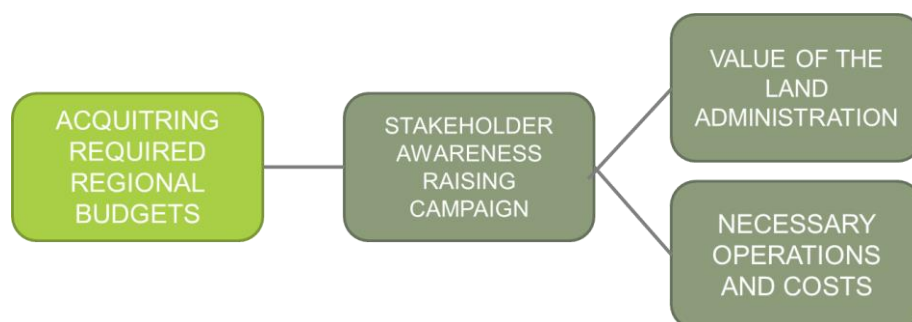 ACQUITRING
REQUIRED
REGIONAL
BUDGETS
STAKEHOLDER
AWARENESS
RAISING
CAMPAIGN
VALUE OF THE
LAND
ADMINISTRATION
NECESSARY
OPERATIONS
AND COSTS